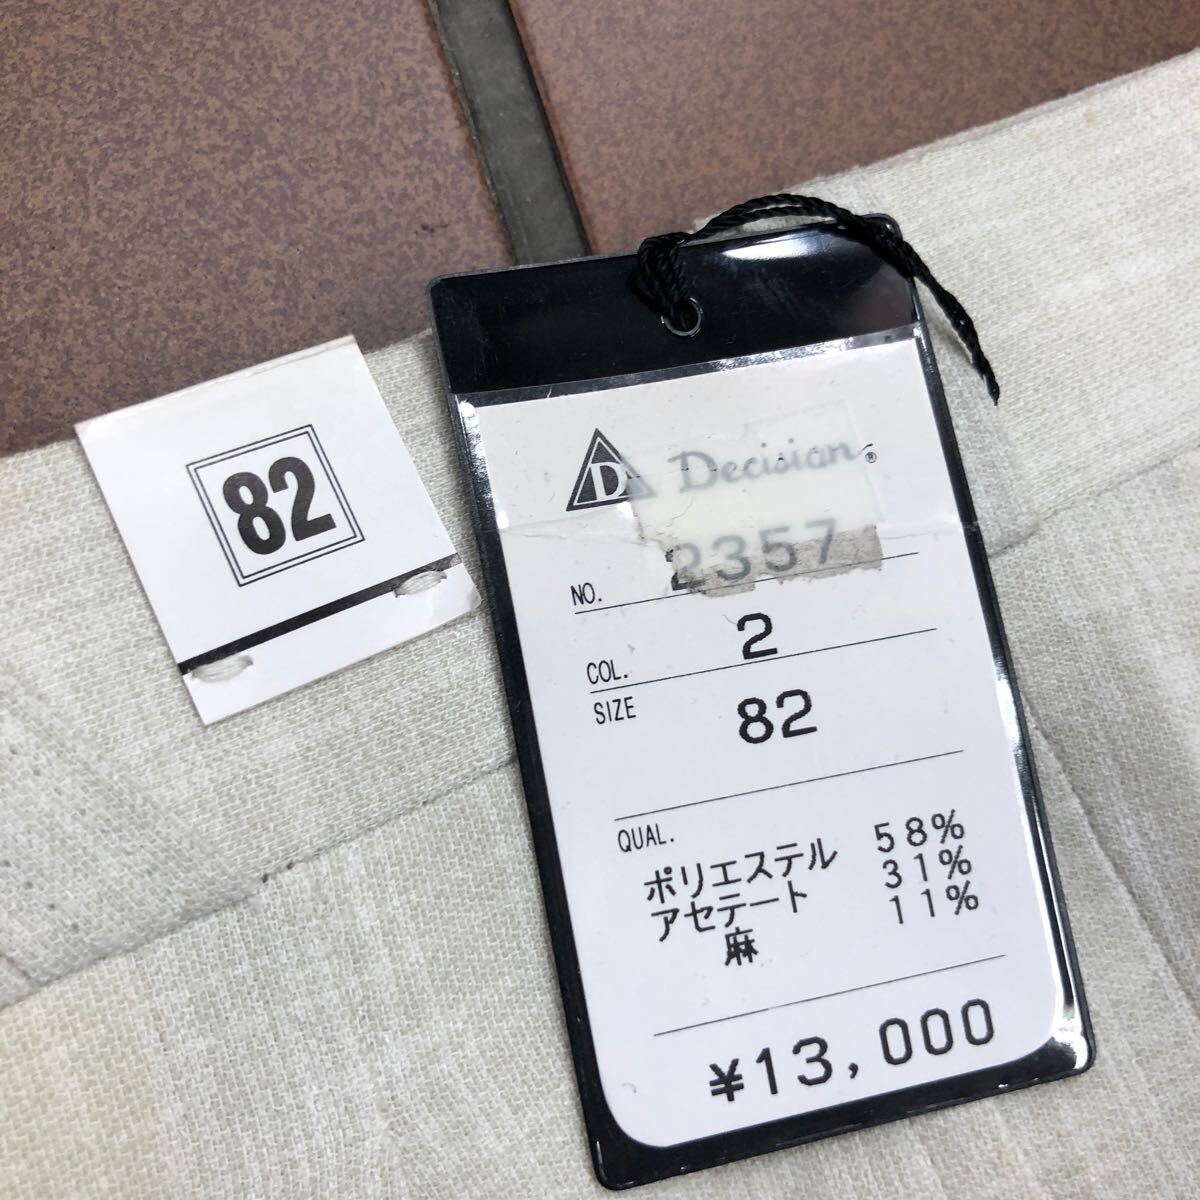 82
D Decisian®
NO. 2357
COL. 2
SIZE 82
QUAL.
ポリエステル 58%
アセテート 31%
麻 11%
¥13,000